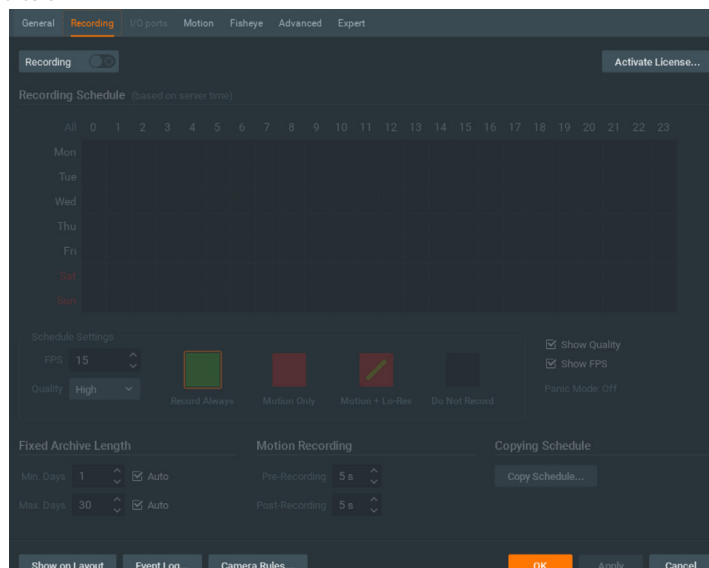 General Recording I/O ports Motion Fisheye Advanced Expert
Recording Activate License...
Recording Schedule (based on server time)
All 0 1 2 3 4 5 6 7 8 9 10 11 12 13 14 15 16 17 18 19 20 21 22 23
Mon
Tue
Wed
Thu
Fri
Sat
Sun
Schedule Settings
FPS 15
Quality High
Record Always Motion Only Motion + Lo-Res Do Not Record
Show Quality
Show FPS
Panic Mode: Off
Fixed Archive Length Motion Recording Copying Schedule
Min. Days 1 Auto Pre-Recording 5 s Copy Schedule...
Max. Days 30 Auto Post-Recording 5 s
Show on Layout Event Log... Camera Rules... OK Apply Cancel